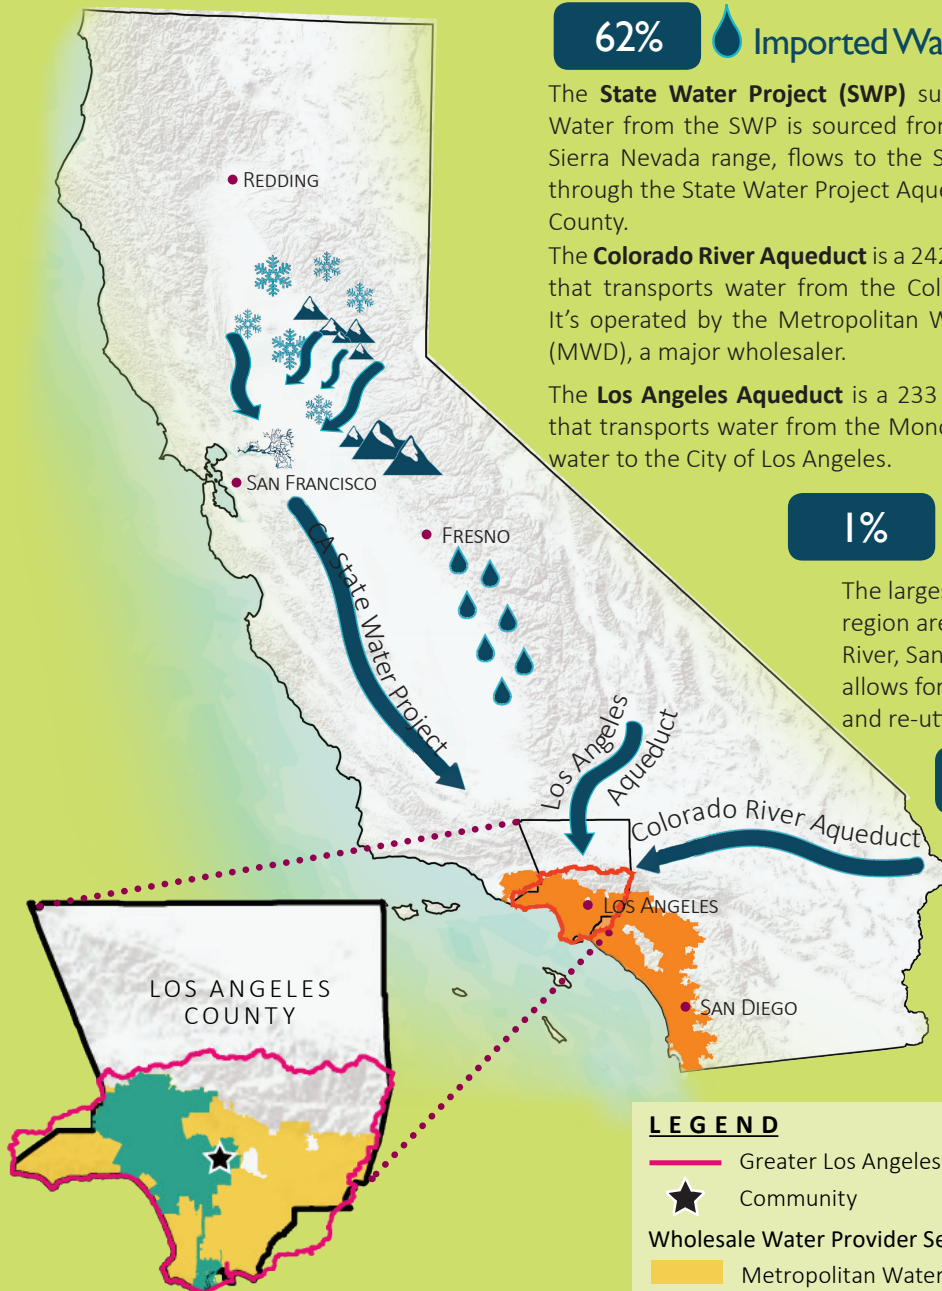 62%
Imported Wa
The State Water Project (SWP) su
Water from the SWP is sourced from
Sierra Nevada range, flows to the S
through the State Water Project Aque
County.
The Colorado River Aqueduct is a 242
that transports water from the Col
It's operated by the Metropolitan W
(MWD), a major wholesaler.
The Los Angeles Aqueduct is a 233
that transports water from the Mono
water to the City of Los Angeles.
1%
The larges
region are
River, San
allows for
and re-ut
REDDING
SAN FRANCISCO
FRESNO
CA State Water Project
Los Angeles
Aqueduct
Colorado River Aqueduct
LOS ANGELES
SAN DIEGO
LOS ANGELES
COUNTY
LEGEND
Greater Los Angeles
Community
Wholesale Water Provider Se
Metropolitan Water